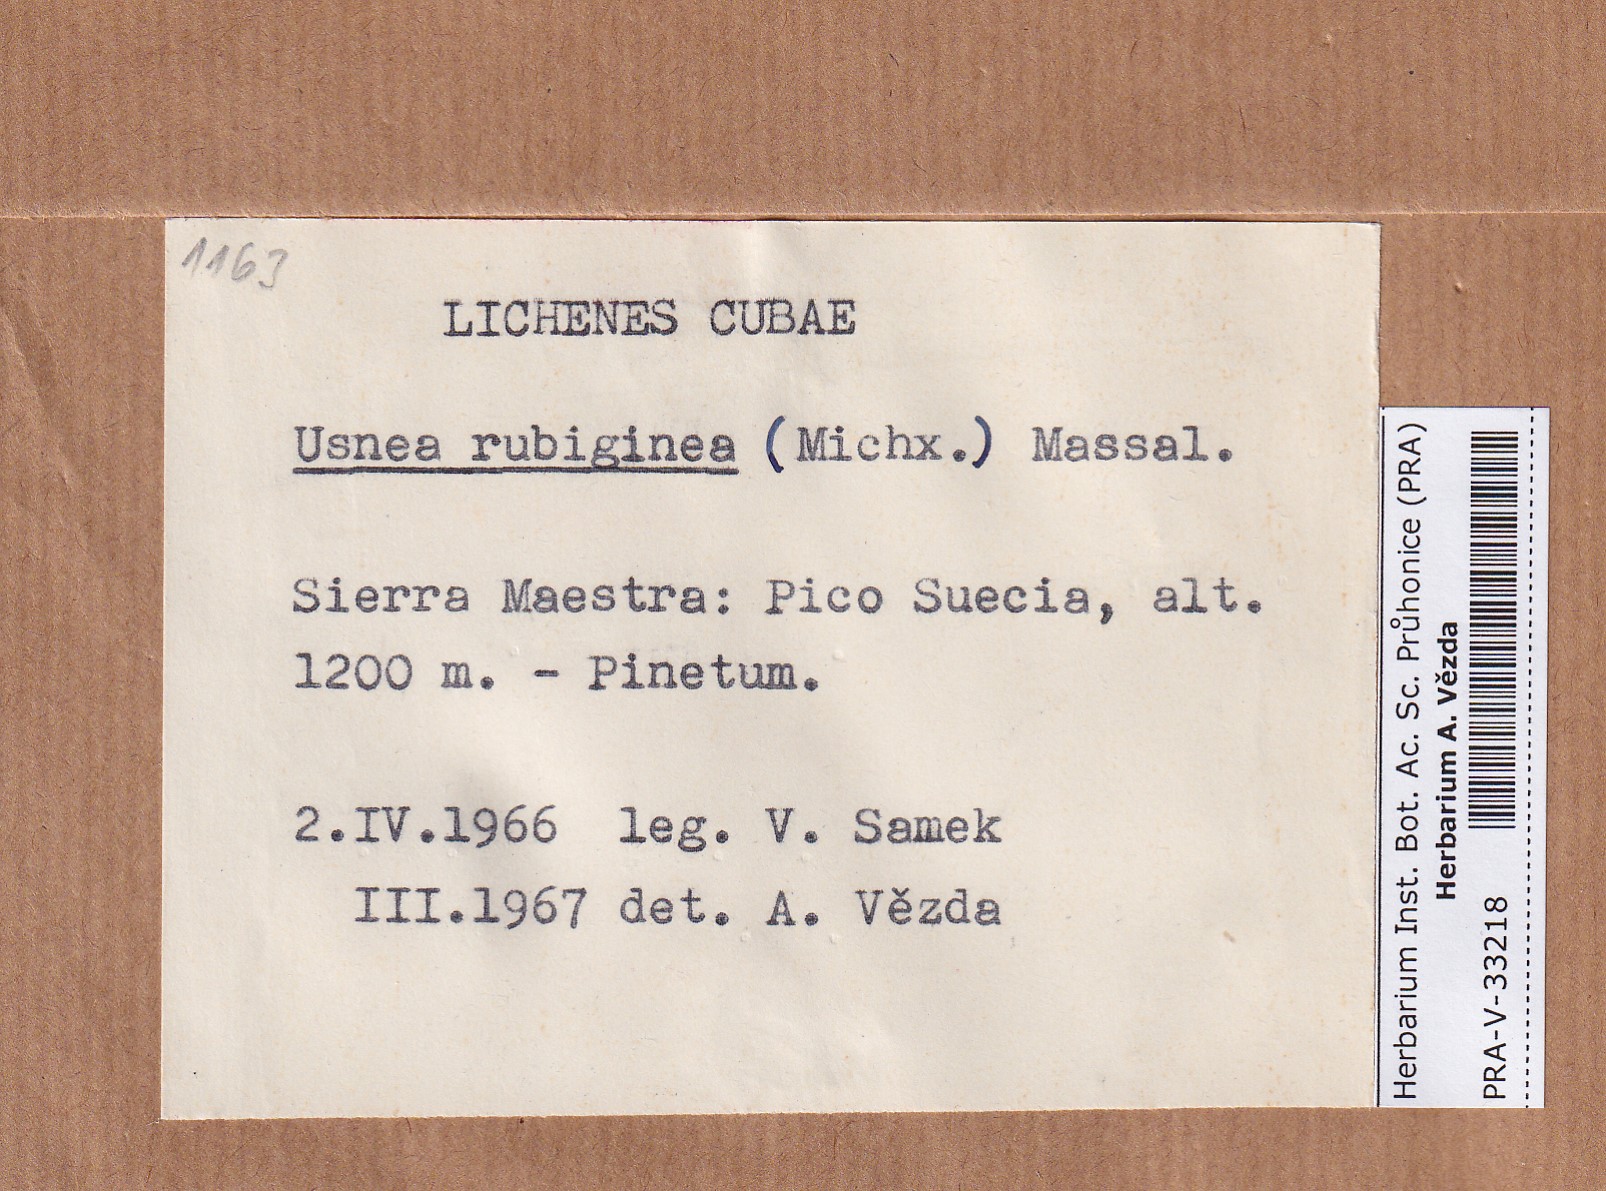 1163
LICHENES CUBAE
Usnea rubiginea (Michx.) Massal.
Sierra Maestra: Pico Suecia, alt.
1200 m. - Pinetum.
2.IV.1966 leg. V. Samek
III.1967 det. A. Vězda
Herbarium Inst. Bot. Ac. Sc. Průhonice (PRA)
Herbarium A. Vězda
PRA-V-33218